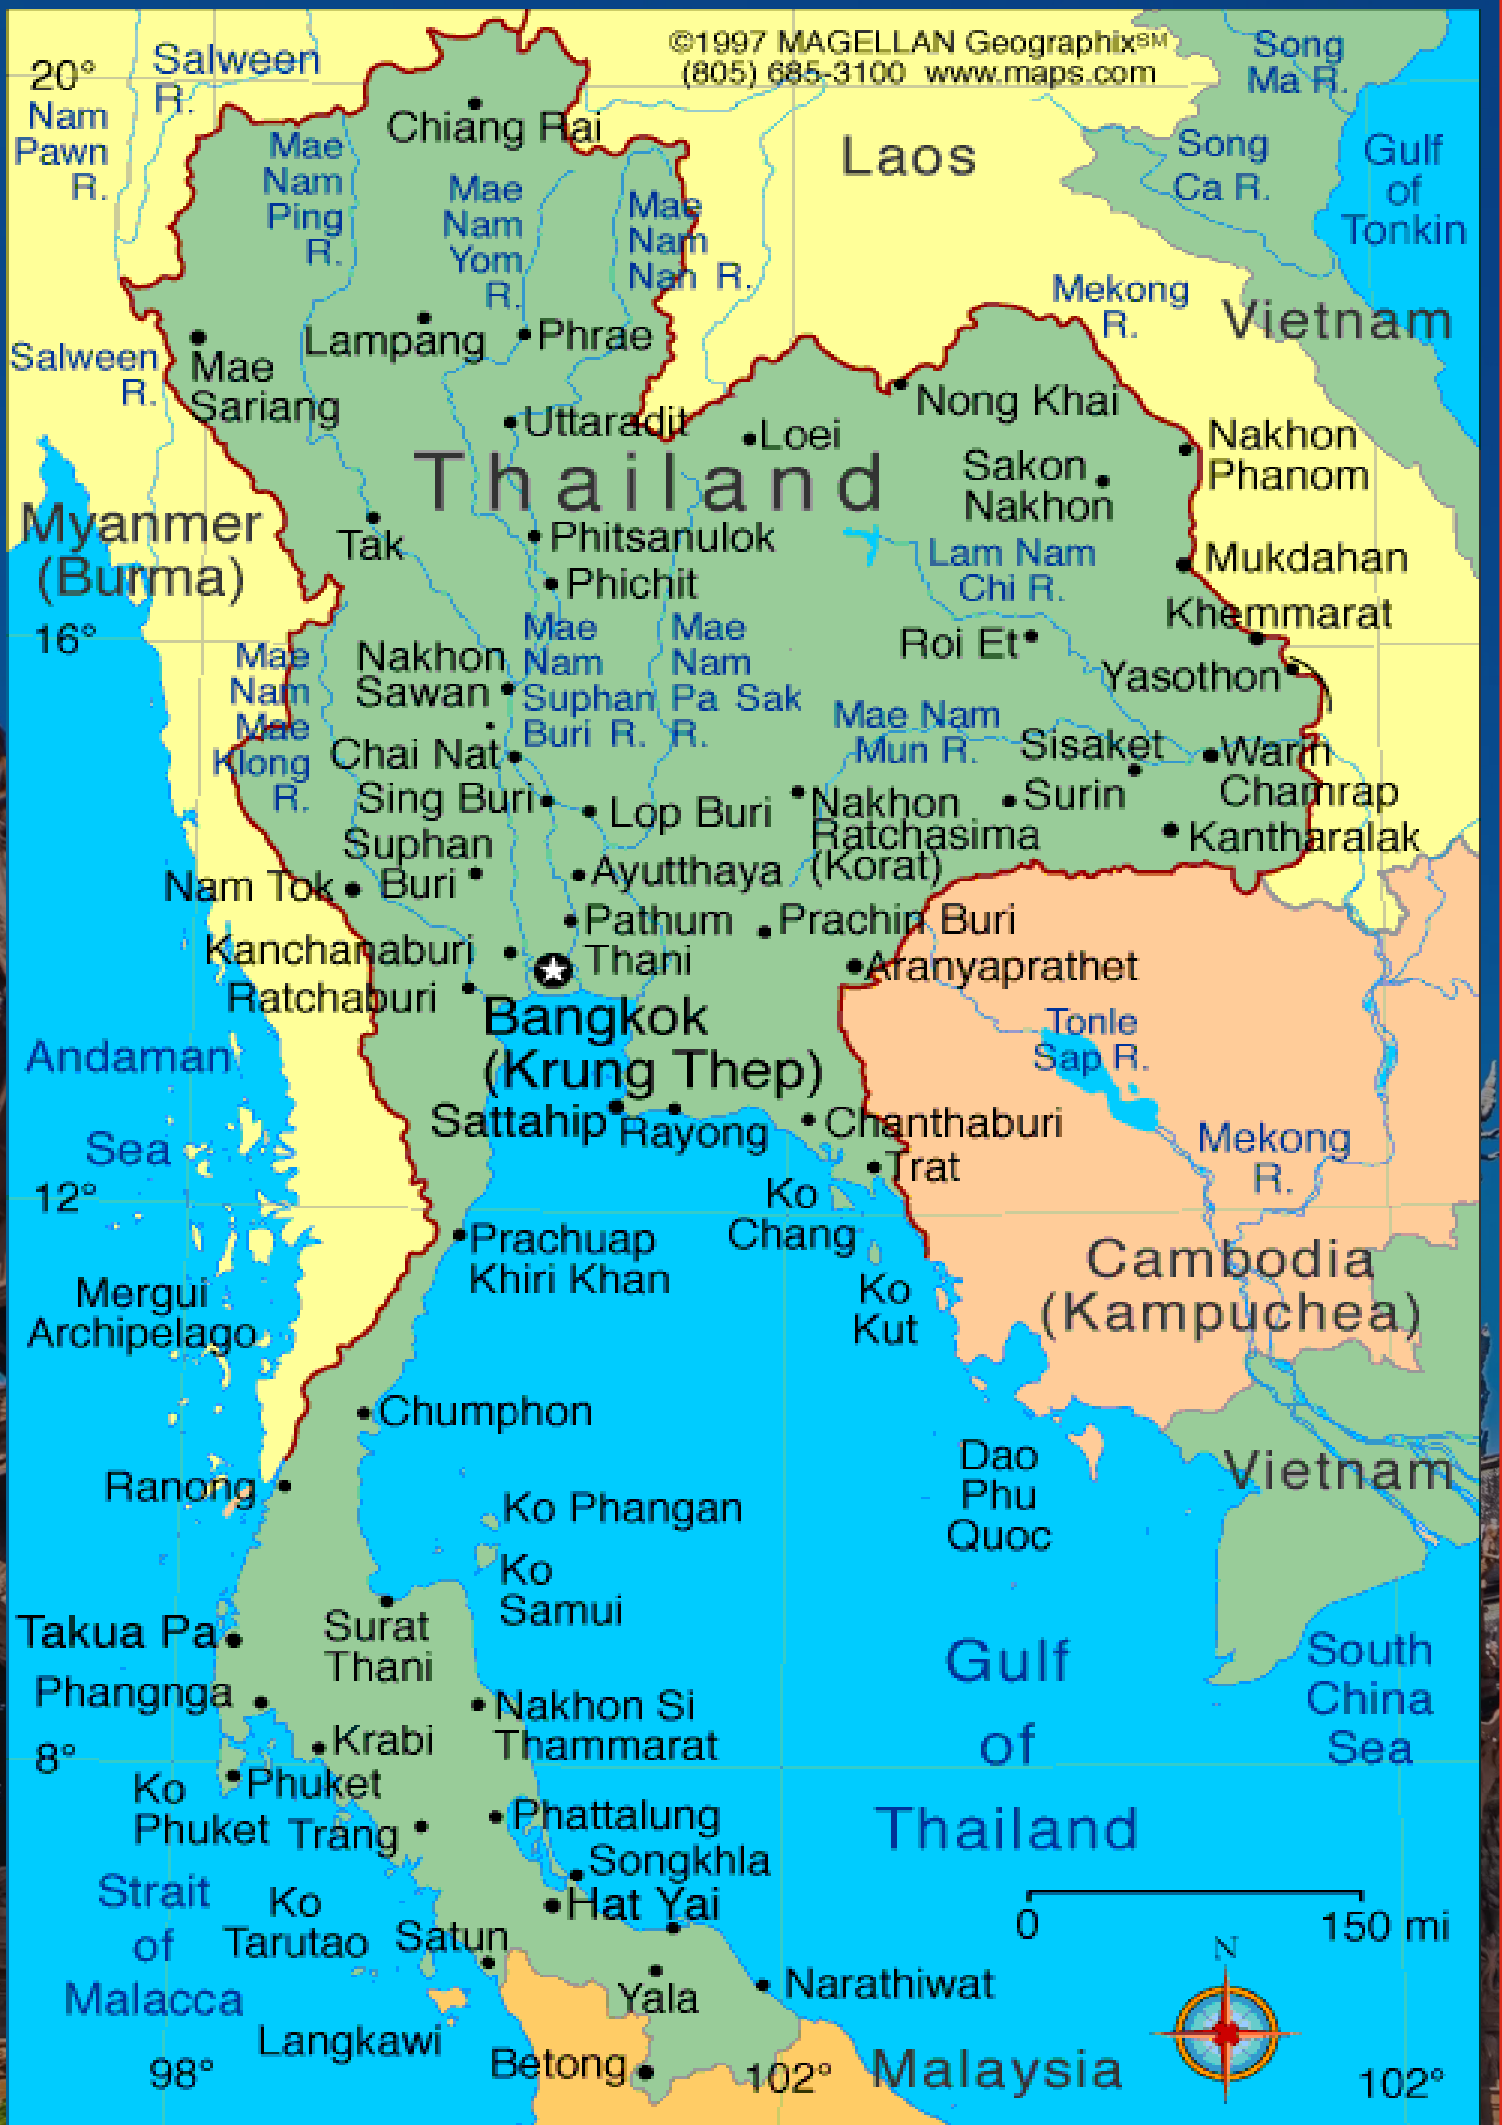 ©1997 MAGELLAN Geographix℠
(805) 685-3100 www.maps.com
20°
Salween
R.
Nam
Pawn
R.
Song
Ma R.
Chiang Rai
Mae
Nam
Ping
R.
Mae
Nam
Yom
R.
Mae
Nam
Nan R.
Laos
Song
Ca R.
Gulf
of
Tonkin
Mekong
R.
Vietnam
Salween
R.
Mae
Sariang
Lampang
Phrae
Uttaradit
Loei
Nong Khai
Nakhon
Phanom
Sakon
Nakhon
Thailand
Myanmer
(Burma)
Tak
Phitsanulok
Phichit
Lam Nam
Chi R.
Mukdahan
Khemmarat
16°
Mae
Nam
Mae
Klong
R.
Nakhon
Sawan
Mae
Nam
Suphan
Buri R.
Mae
Nam
Pa Sak
R.
Roi Et
Yasothon
Mae Nam
Mun R.
Sisaket
Warin
Chamrap
Chai Nat
Sing Buri
Lop Buri
Nakhon
Ratchasima
(Korat)
Surin
Kantharalak
Suphan
Buri
Nam Tok
Ayutthaya
Pathum
Thani
Prachin Buri
Kanchanaburi
Aranyaprathet
Ratchaburi
Bangkok
(Krung Thep)
Tonle
Sap R.
Andaman
Sea
Sattahip
Rayong
Chanthaburi
Trat
Mekong
R.
12°
Ko
Chang
Prachuap
Khiri Khan
Ko
Kut
Cambodia
(Kampuchea)
Mergui
Archipelago
Chumphon
Ranong
Dao
Phu
Quoc
Vietnam
Ko Phangan
Ko
Samui
Takua Pa
Surat
Thani
Phangnga
Nakhon Si
Thammarat
Gulf
of
Thailand
South
China
Sea
8°
Krabi
Ko
Phuket
Phuket
Trang
Phattalung
Songkhla
Hat Yai
Strait
of
Malacca
Ko
Tarutao
Satun
0
150 mi
N
Yala
Narathiwat
Langkawi
Betong
Malaysia
98°
102°
102°